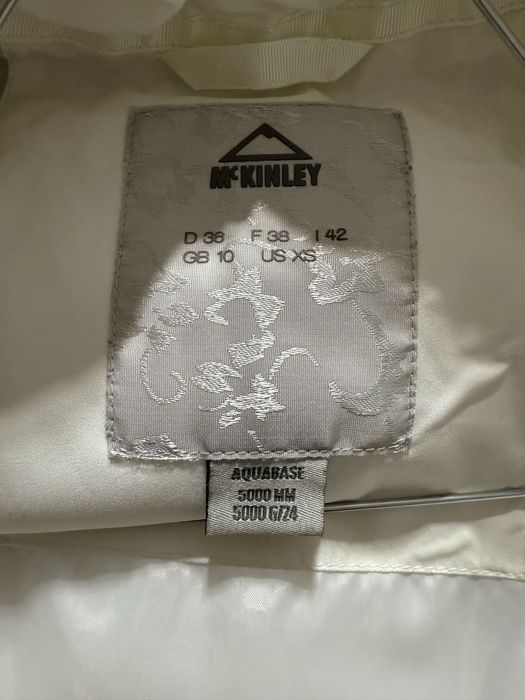 McKINLEY
D 36 F 38 I 42
GB 10 US XS
AQUABASE
5000 MM
5000 G/24